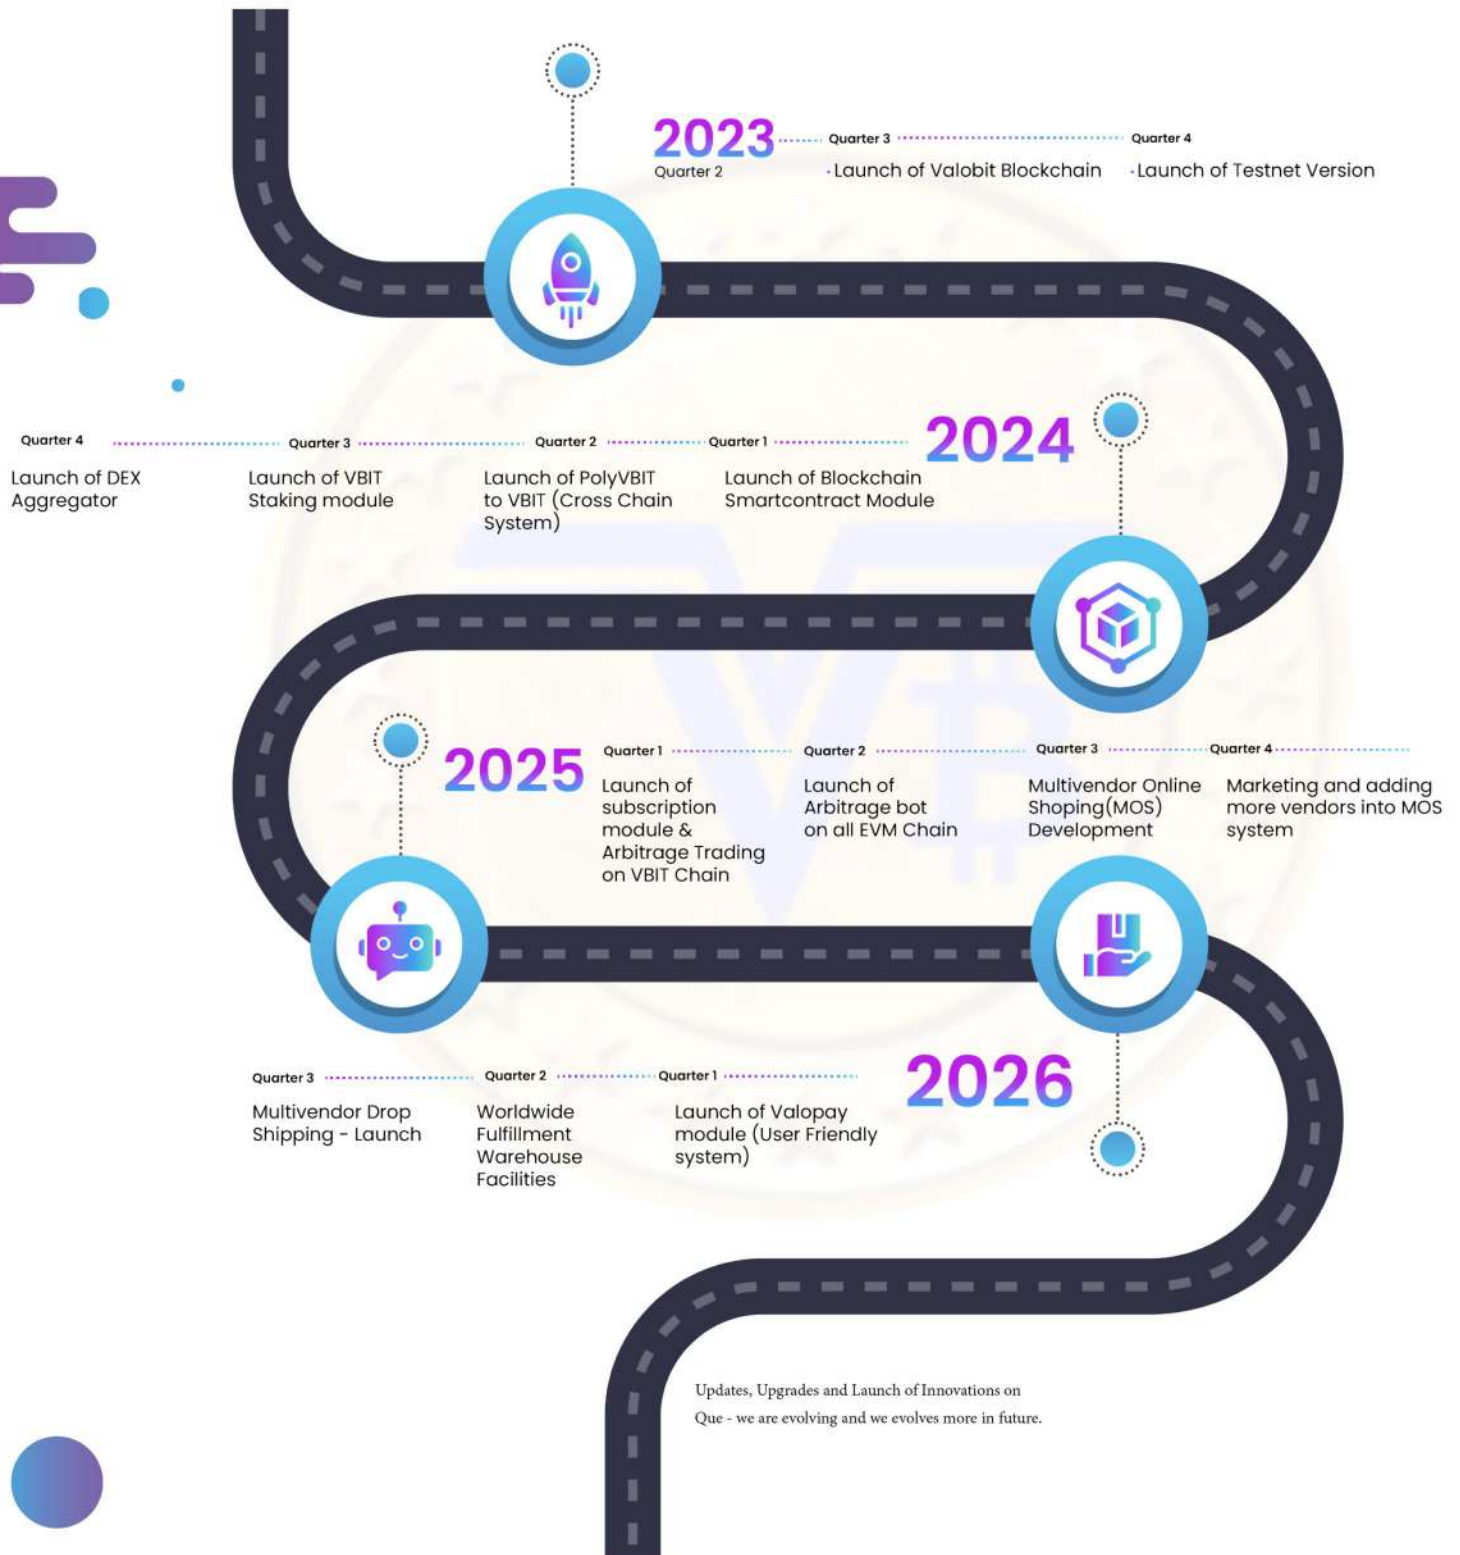 2023
Quarter 2
Quarter 3
· Launch of Valobit Blockchain
Quarter 4
· Launch of Testnet Version
2024
Quarter 1
Launch of Blockchain
Smartcontract Module
Quarter 2
Launch of PolyVBIT
to VBIT (Cross Chain
System)
Quarter 3
Launch of VBIT
Staking module
Quarter 4
Launch of DEX
Aggregator
2025
Quarter 1
Launch of
subscription
module &
Arbitrage Trading
on VBIT Chain
Quarter 2
Launch of
Arbitrage bot
on all EVM Chain
Quarter 3
Multivendor Online
Shoping(MOS)
Development
Quarter 4
Marketing and adding
more vendors into MOS
system
2026
Quarter 1
Launch of Valopay
module (User Friendly
system)
Quarter 2
Worldwide
Fulfillment
Warehouse
Facilities
Quarter 3
Multivendor Drop
Shipping - Launch
Updates, Upgrades and Launch of Innovations on
Que - we are evolving and we evolves more in future.